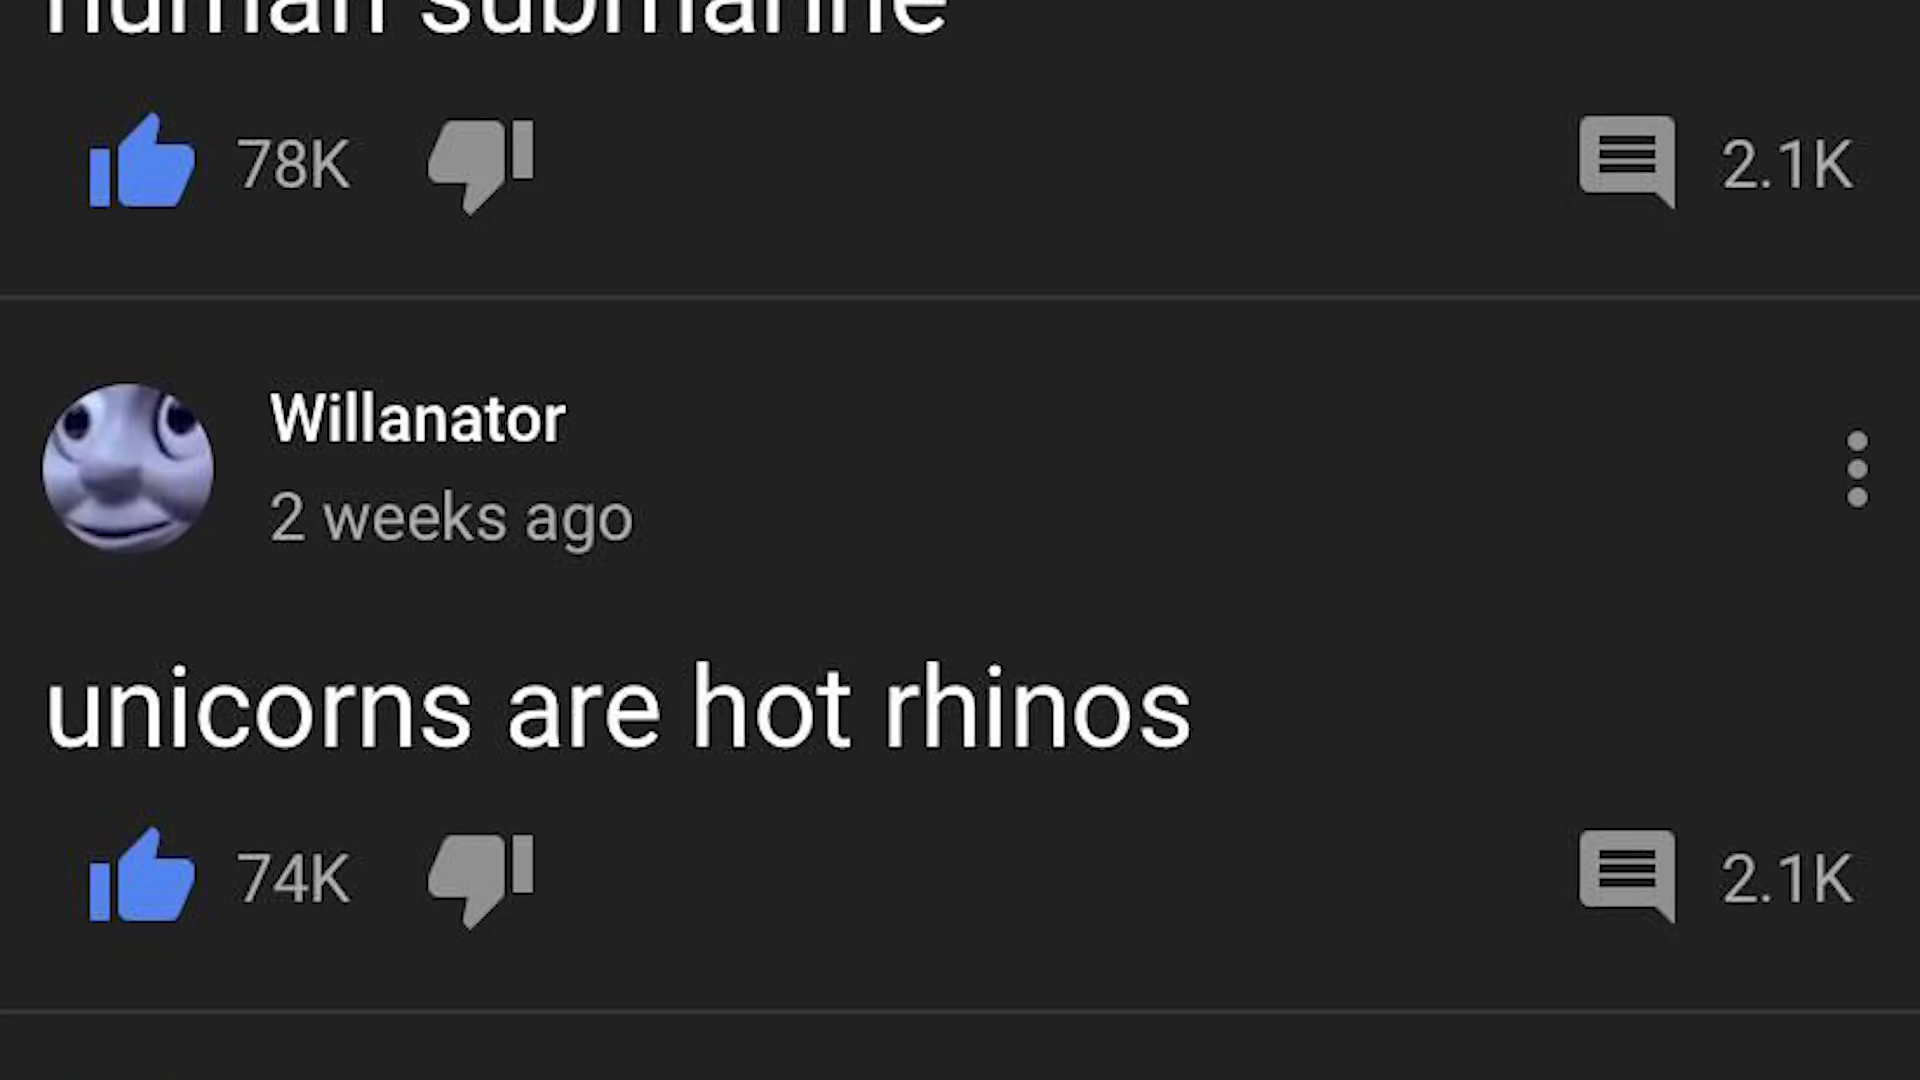 human submarine
78K
2.1K
Willanator
2 weeks ago
unicorns are hot rhinos
74K
2.1K